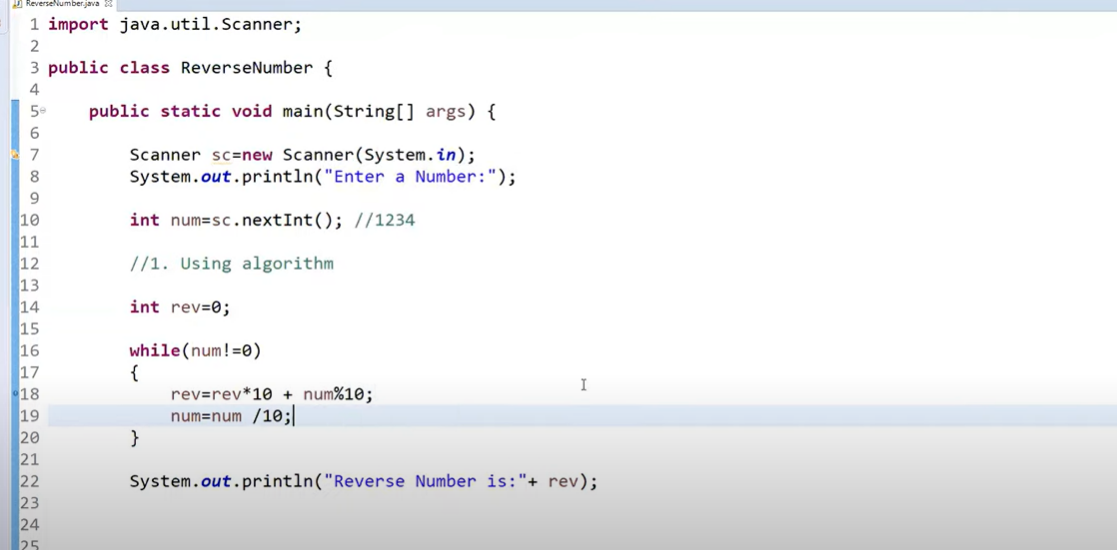 ReverseNumber.java
1 import java.util.Scanner;
2
3 public class ReverseNumber {
4
5     public static void main(String[] args) {
6
7         Scanner sc=new Scanner(System.in);
8         System.out.println("Enter a Number:");
9
10         int num=sc.nextInt(); //1234
11
12         //1. Using algorithm
13
14         int rev=0;
15
16         while(num!=0)
17         {
18             rev=rev*10 + num%10;
19             num=num /10;
20         }
21
22         System.out.println("Reverse Number is:"+ rev);
23
24
25